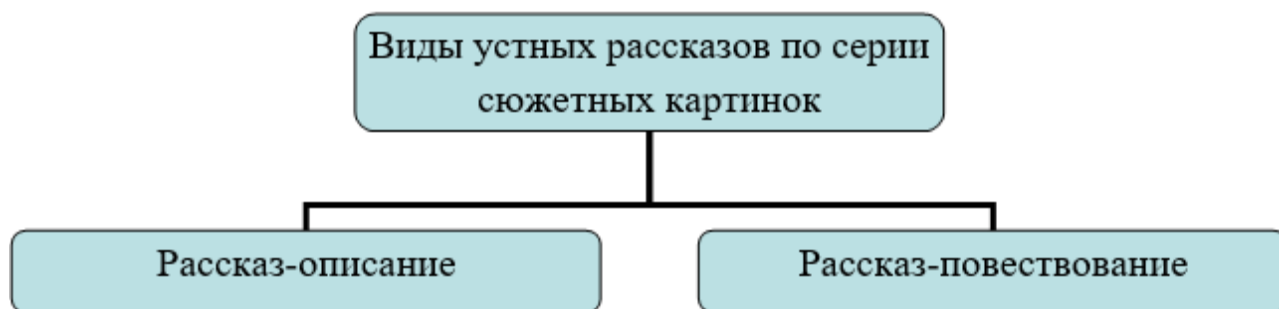 Виды устных рассказов по серии
сюжетных картинок
Рассказ-описание
Рассказ-повествование